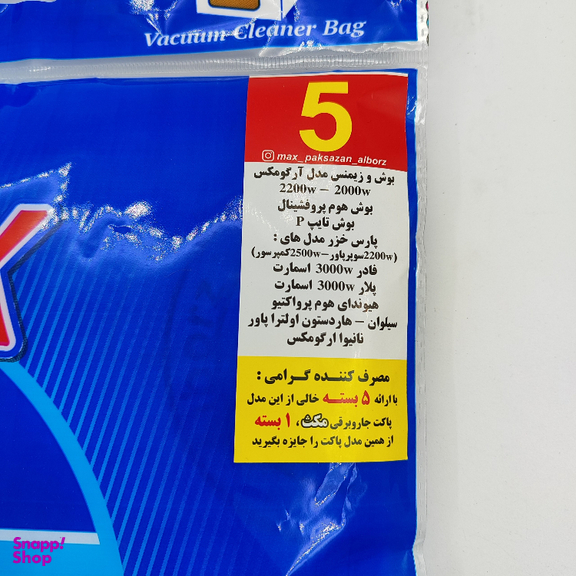 Vacuum Cleaner Bag
5
max_paksazan_alborz
بوش و زیمنس مدل آرگومکس
2200w – 2000w
بوش هوم پروفشینال
بوش تایپ P
پارس خزر مدل های :
(2200wسوپرپاور–2500wکمپرسور)
فادر 3000w اسمارت
پلار 3000w اسمارت
هیوندای هوم پرواکتیو
سیلوان – هاردستون اولترا پاور
نانیوا ارگومکس
مصرف کننده گرامی :
با ارائه ۵ بسته خالی از این مدل
پاکت جاروبرقی مکث، ۱ بسته
از همین مدل پاکت را جایزه بگیرید
Snapp!
Shop